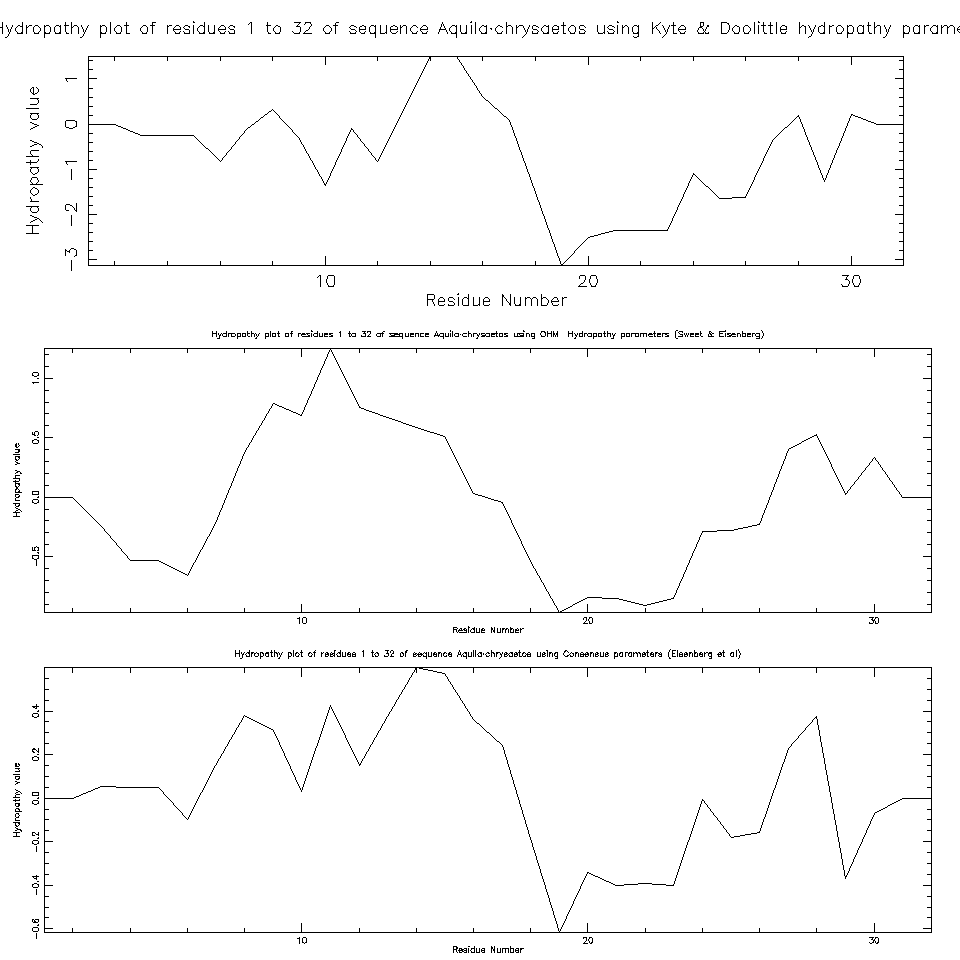 Hydropathy plot of residues 1 to 32 of sequence Aquila-chrysaetos using Kyte & Doolittle hydropathy parame
Hydropathy value
1
0
-1
-2
-3
10 20 30
Residue Number
Hydropathy plot of residues 1 to 32 of sequence Aquila-chrysaetos using OHM Hydropathy parameters (Sweet & Eisenberg)
Hydropathy value
1.0
0.5
0.0
-0.5
10 20 30
Residue Number
Hydropathy plot of residues 1 to 32 of sequence Aquila-chrysaetos using Consensus parameters (Eisenberg et al)
Hydropathy value
0.4
0.2
0.0
-0.2
-0.4
-0.6
10 20 30
Residue Number